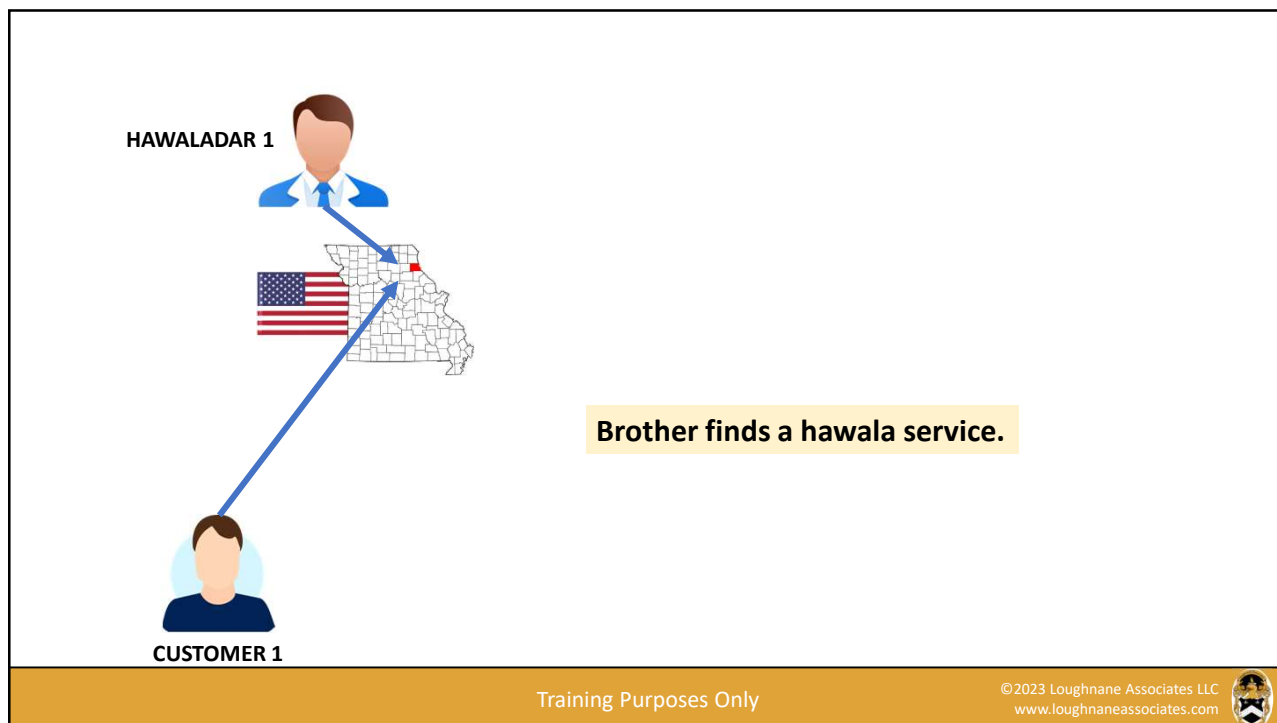 HAWALADAR 1
Brother finds a hawala service.
CUSTOMER 1
Training Purposes Only
©2023 Loughnane Associates LLC
www.loughnaneassociates.com